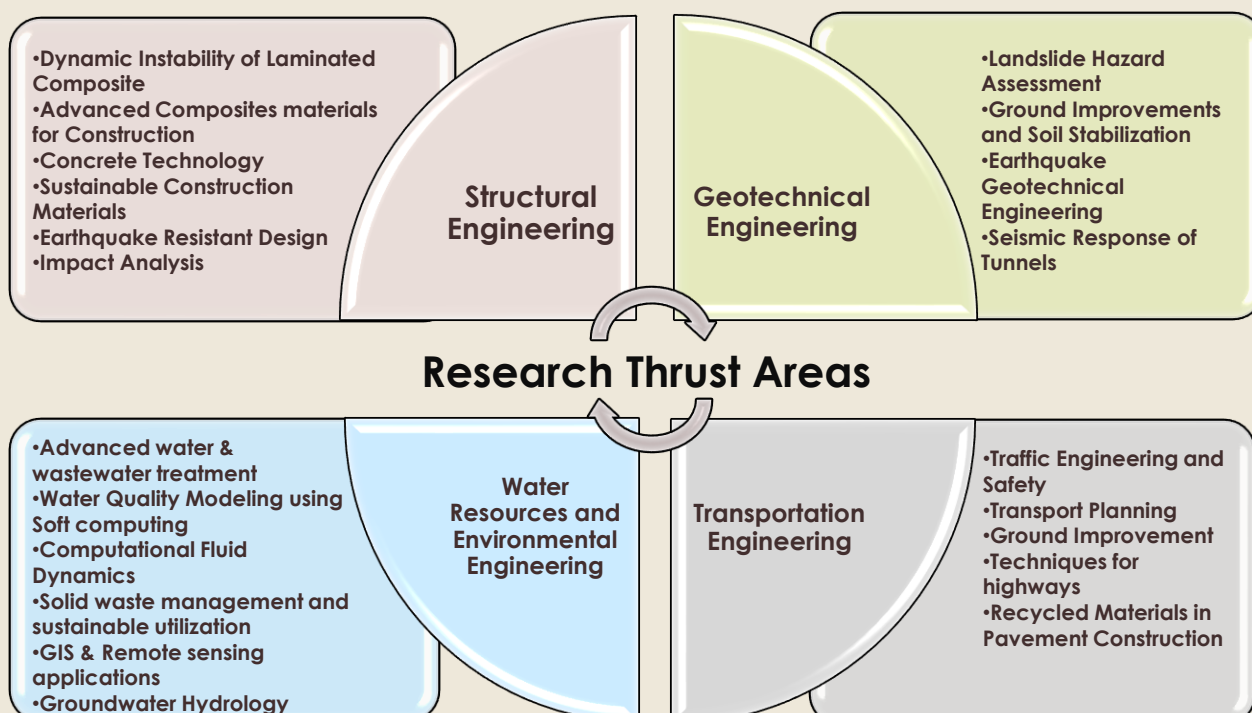 •Dynamic Instability of Laminated
Composite
•Advanced Composites materials
for Construction
•Concrete Technology
•Sustainable Construction
Materials
•Earthquake Resistant Design
•Impact Analysis
Structural
Engineering
Geotechnical
Engineering
•Landslide Hazard
Assessment
•Ground Improvements
and Soil Stabilization
•Earthquake
Geotechnical
Engineering
•Seismic Response of
Tunnels
Research Thrust Areas
•Advanced water &
wastewater treatment
•Water Quality Modeling using
Soft computing
•Computational Fluid
Dynamics
•Solid waste management and
sustainable utilization
•GIS & Remote sensing
applications
•Groundwater Hydrology
Water
Resources and
Environmental
Engineering
Transportation
Engineering
•Traffic Engineering and
Safety
•Transport Planning
•Ground Improvement
•Techniques for
highways
•Recycled Materials in
Pavement Construction